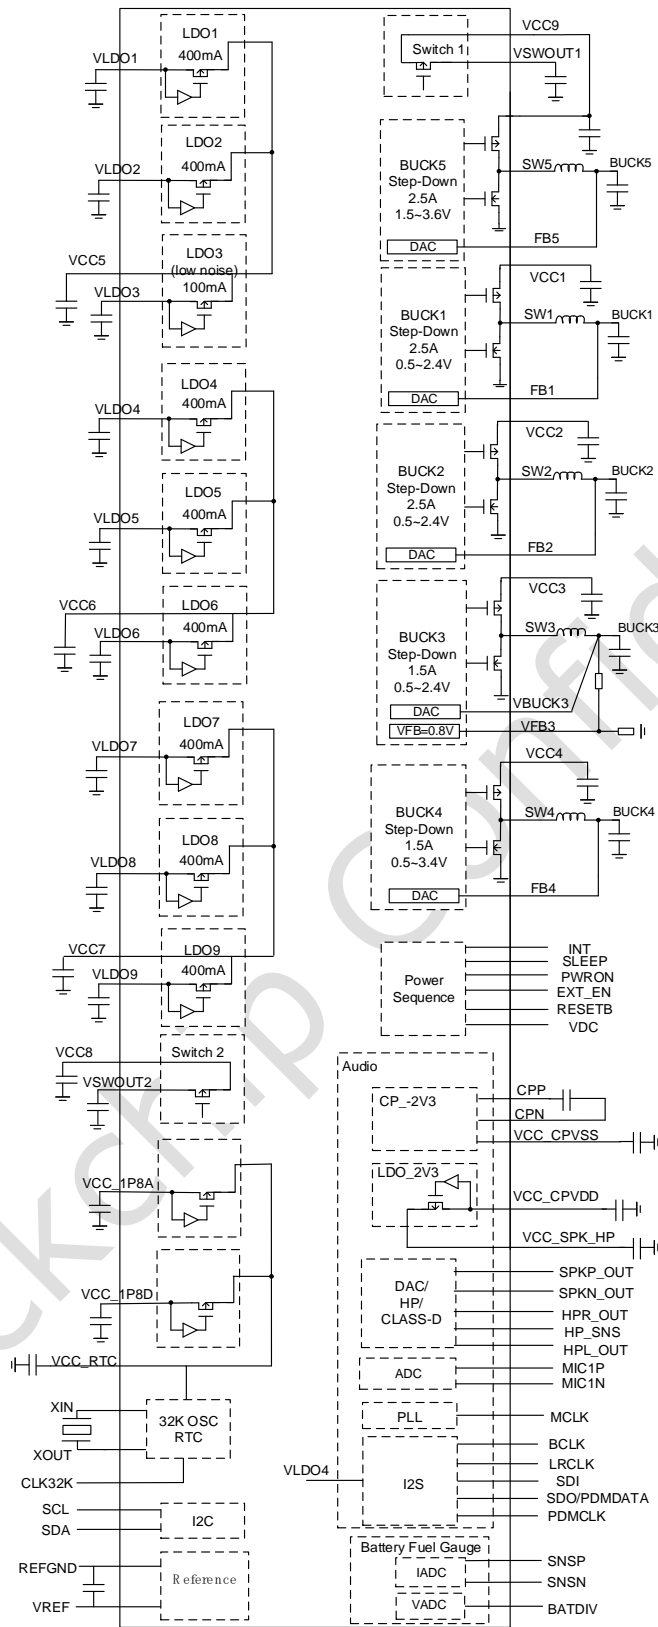 LDO1
400mA
VLDO1
LDO2
400mA
VLDO2
VCC5
LDO3
(low noise)
100mA
VLDO3
LDO4
400mA
VLDO4
LDO5
400mA
VLDO5
VCC6
LDO6
400mA
VLDO6
LDO7
400mA
VLDO7
LDO8
400mA
VLDO8
VCC7
LDO9
400mA
VLDO9
VCC8
Switch 2
VSWOUT2
VCC_1P8A
VCC_1P8D
VCC_RTC
XIN
XOUT
32K OSC
RTC
CLK32K
SCL
SDA
I2C
REFGND
VREF
Reference
Switch 1
VCC9
VSWOUT1
BUCK5
Step-Down
2.5A
1.5~3.6V
DAC
SW5
BUCK5
FB5
BUCK1
Step-Down
2.5A
0.5~2.4V
DAC
VCC1
SW1
BUCK1
FB1
BUCK2
Step-Down
2.5A
0.5~2.4V
DAC
VCC2
SW2
BUCK2
FB2
BUCK3
Step-Down
1.5A
0.5~2.4V
DAC
VFB=0.8V
VCC3
SW3
BUCK3
VBUCK3
VFB3
BUCK4
Step-Down
1.5A
0.5~3.4V
DAC
VCC4
SW4
BUCK4
FB4
Power
Sequence
INT
SLEEP
PWRON
EXT_EN
RESETB
VDC
Audio
CP_-2V3
CPP
CPN
VCC_CPVSS
LDO_2V3
VCC_CPVDD
VCC_SPK_HP
DAC/
HP/
CLASS-D
SPKP_OUT
SPKN_OUT
HPR_OUT
HP_SNS
HPL_OUT
ADC
MIC1P
MIC1N
PLL
MCLK
VLDO4
I2S
BCLK
LRCLK
SDI
SDO/PDMDATA
PDMCLK
Battery Fuel Gauge
IADC
VADC
SNSP
SNSN
BATDIV
ckchip Confid